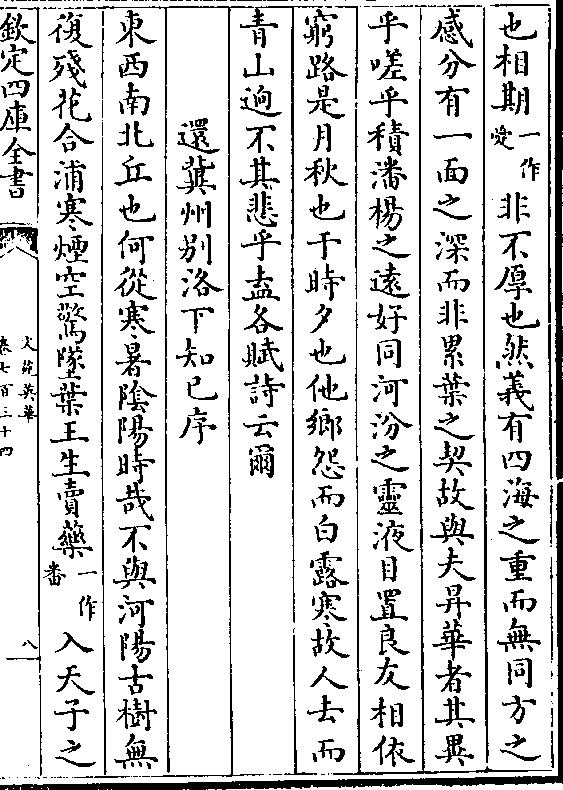 也相期一作受非不厚也然義有四海之重而無同方之
感分有一面之深而非累葉之契故與夫昇華者其異
乎嗟乎積潘楊之遠好同河汾之靈液目置良友相依
窮路是月秋也于時夕也他鄉怨而白露寒故人去而
青山逈不其悲乎盍各賦詩云爾
還冀州别洛下知已序
東西南北丘也何從寒暑陰陽時哉不與河陽古樹無
復殘花合浦寒煙空驚墜葉王生賣藥一作番入天子之
欽定四庫全書
文苑英華
卷七百三十四
八